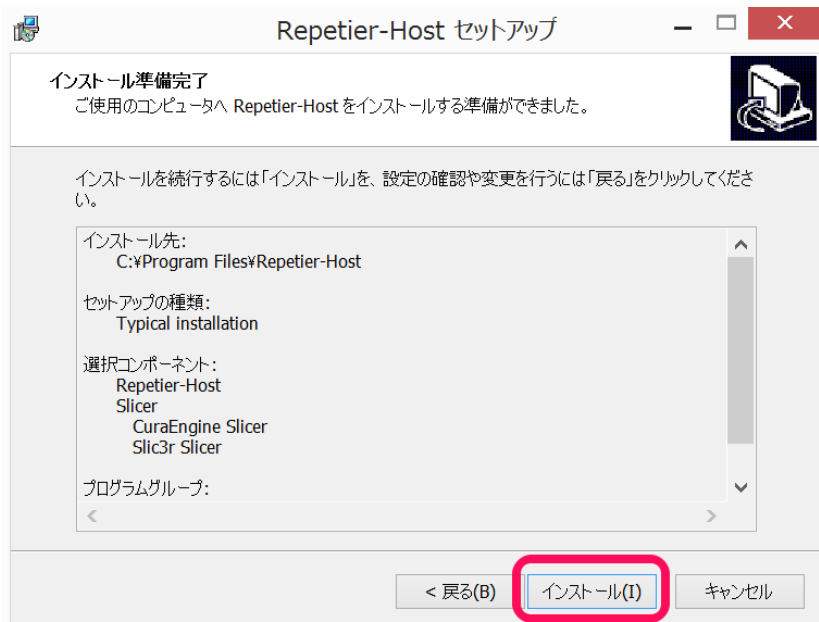 Repetier-Host セットアップ
インストール準備完了
ご使用のコンピュータへ Repetier-Host をインストールする準備ができました。
インストールを続行するには「インストール」を、設定の確認や変更を行うには「戻る」をクリックしてくださ
い。
インストール先:
C:¥Program Files¥Repetier-Host
セットアップの種類:
Typical installation
選択コンポーネント:
Repetier-Host
Slicer
CuraEngine Slicer
Slic3r Slicer
プログラムグループ:
< 戻る(B)
インストール(I)
キャンセル